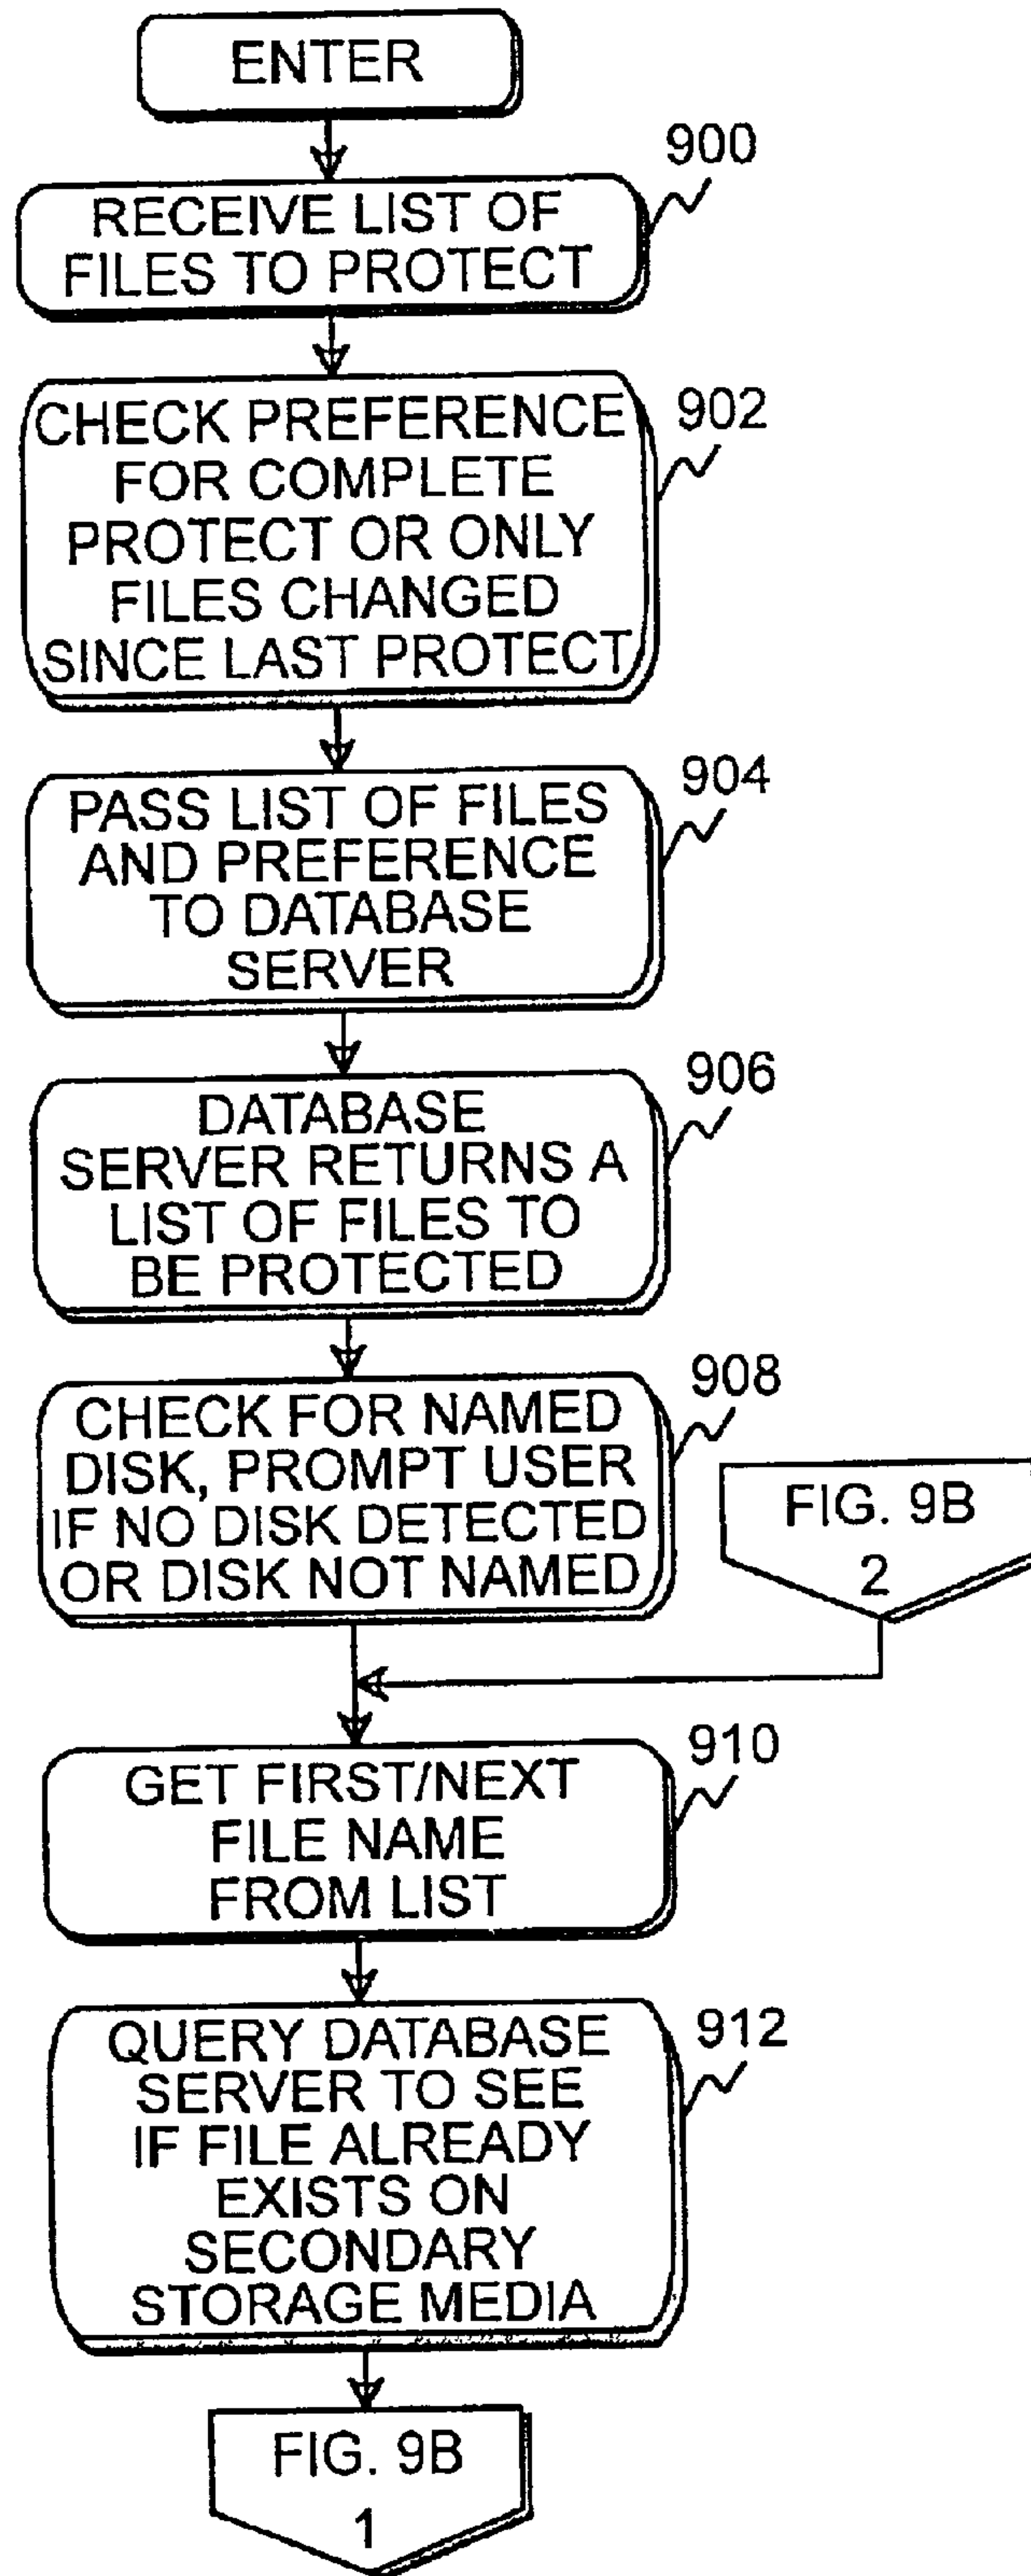 ENTER
900
RECEIVE LIST OF
FILES TO PROTECT
902
CHECK PREFERENCE
FOR COMPLETE
PROTECT OR ONLY
FILES CHANGED
SINCE LAST PROTECT
904
PASS LIST OF FILES
AND PREFERENCE
TO DATABASE
SERVER
906
DATABASE
SERVER RETURNS A
LIST OF FILES TO
BE PROTECTED
908
CHECK FOR NAMED
DISK, PROMPT USER
IF NO DISK DETECTED
OR DISK NOT NAMED
FIG. 9B
2
910
GET FIRST/NEXT
FILE NAME
FROM LIST
912
QUERY DATABASE
SERVER TO SEE
IF FILE ALREADY
EXISTS ON
SECONDARY
STORAGE MEDIA
FIG. 9B
1